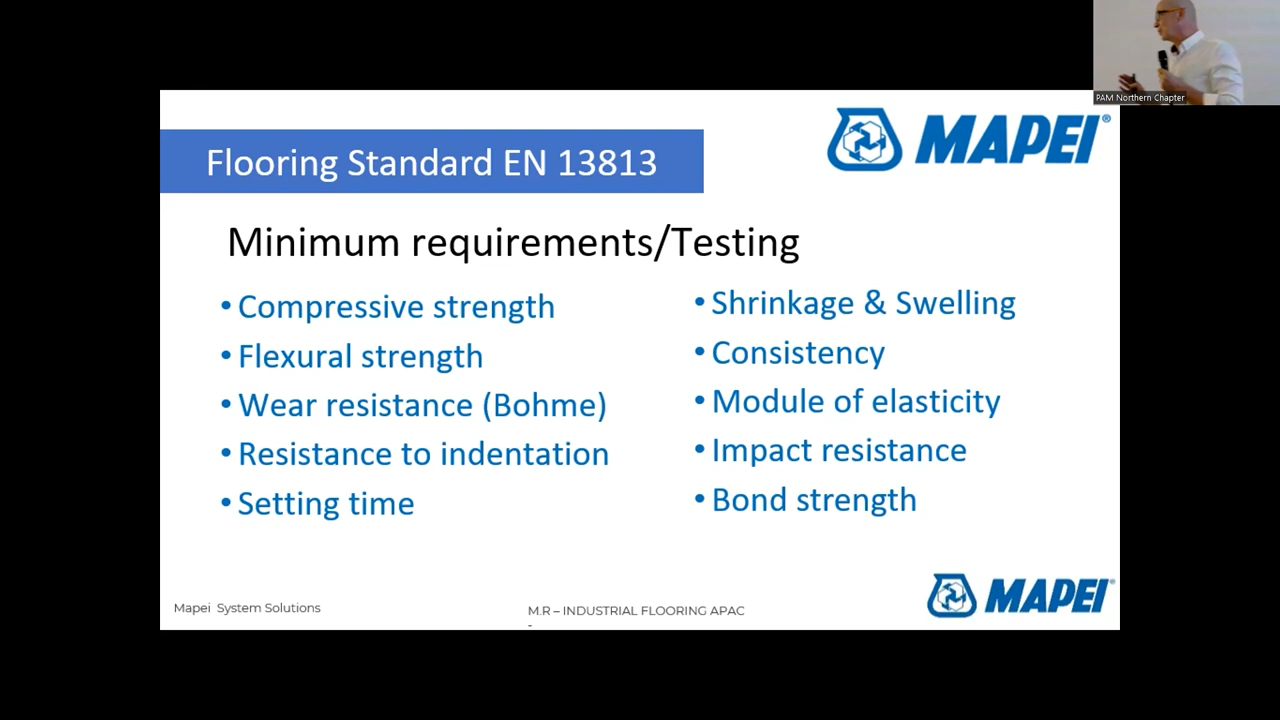 PAM Northern Chapter
MAPEI®
Flooring Standard EN 13813
Minimum requirements/Testing
• Compressive strength
• Flexural strength
• Wear resistance (Bohme)
• Resistance to indentation
• Setting time
• Shrinkage & Swelling
• Consistency
• Module of elasticity
• Impact resistance
• Bond strength
Mapei System Solutions
M.R – INDUSTRIAL FLOORING APAC
-
MAPEI®